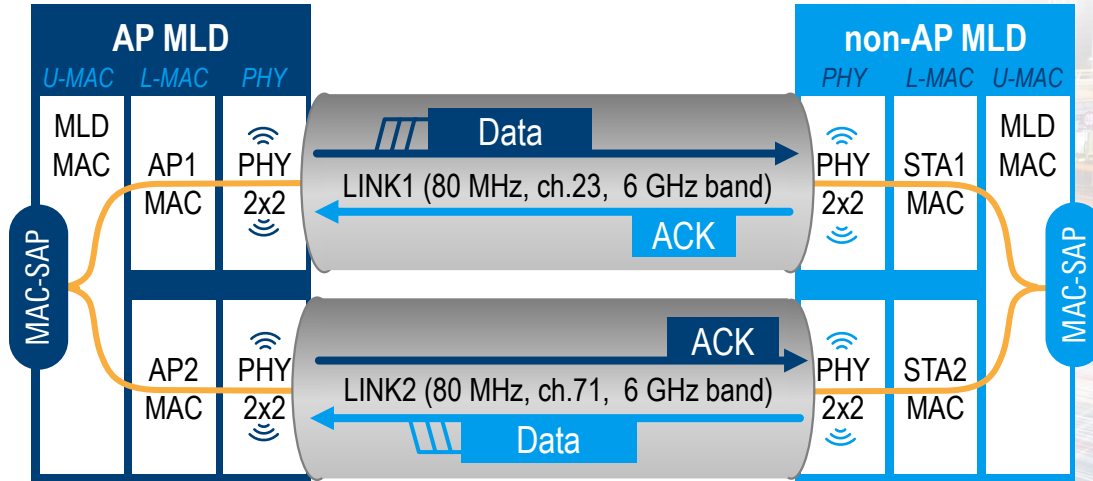 AP MLD
non-AP MLD
U-MAC L-MAC PHY
PHY L-MAC U-MAC
MLD
MAC
AP1
MAC
PHY
2x2
Data
LINK1 (80 MHz, ch.23, 6 GHz band)
ACK
PHY
2x2
STA1
MAC
MLD
MAC
MAC-SAP
MAC-SAP
AP2
MAC
PHY
2x2
ACK
LINK2 (80 MHz, ch.71, 6 GHz band)
Data
PHY
2x2
STA2
MAC